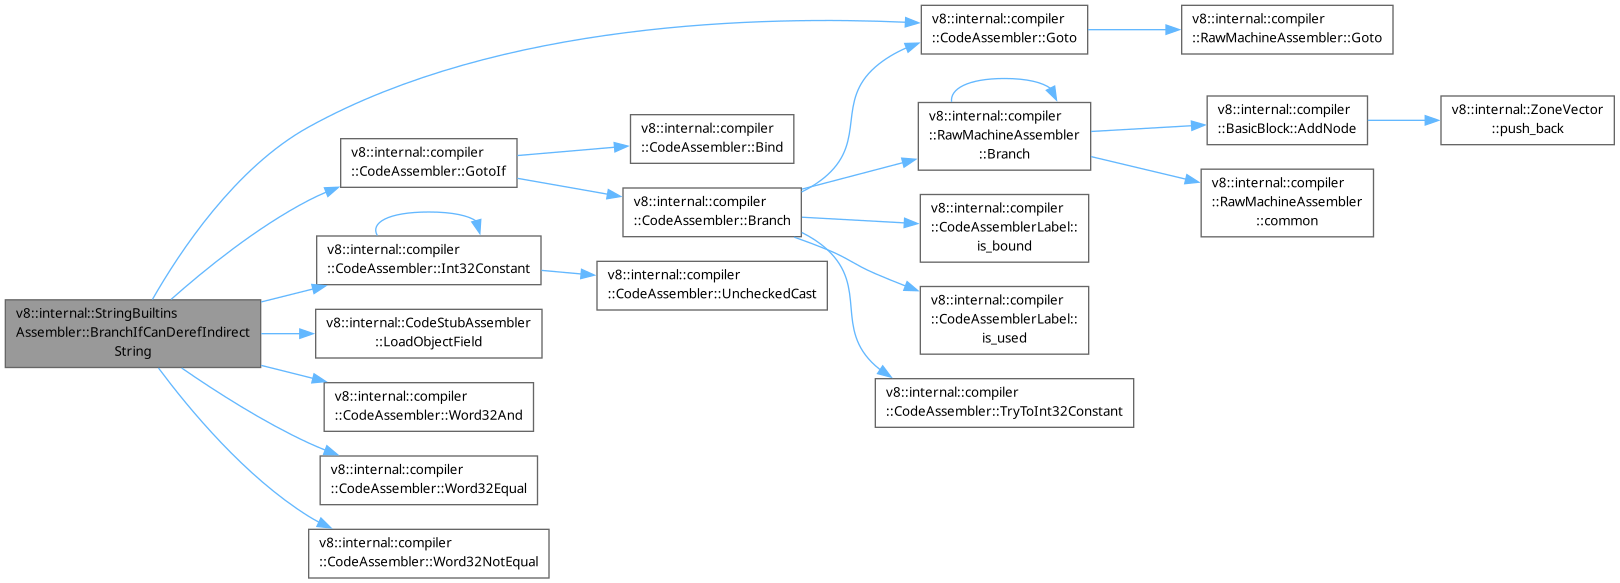 v8::internal::StringBuiltins
Assembler::BranchIfCanDerefIndirect
String
v8::internal::compiler
::CodeAssembler::Goto
v8::internal::compiler
::RawMachineAssembler::Goto
v8::internal::compiler
::CodeAssembler::GotoIf
v8::internal::compiler
::CodeAssembler::Bind
v8::internal::compiler
::CodeAssembler::Branch
v8::internal::compiler
::RawMachineAssembler
::Branch
v8::internal::compiler
::BasicBlock::AddNode
v8::internal::ZoneVector
::push_back
v8::internal::compiler
::RawMachineAssembler
::common
v8::internal::compiler
::CodeAssemblerLabel::
is_bound
v8::internal::compiler
::CodeAssemblerLabel::
is_used
v8::internal::compiler
::CodeAssembler::TryToInt32Constant
v8::internal::compiler
::CodeAssembler::Int32Constant
v8::internal::compiler
::CodeAssembler::UncheckedCast
v8::internal::CodeStubAssembler
::LoadObjectField
v8::internal::compiler
::CodeAssembler::Word32And
v8::internal::compiler
::CodeAssembler::Word32Equal
v8::internal::compiler
::CodeAssembler::Word32NotEqual